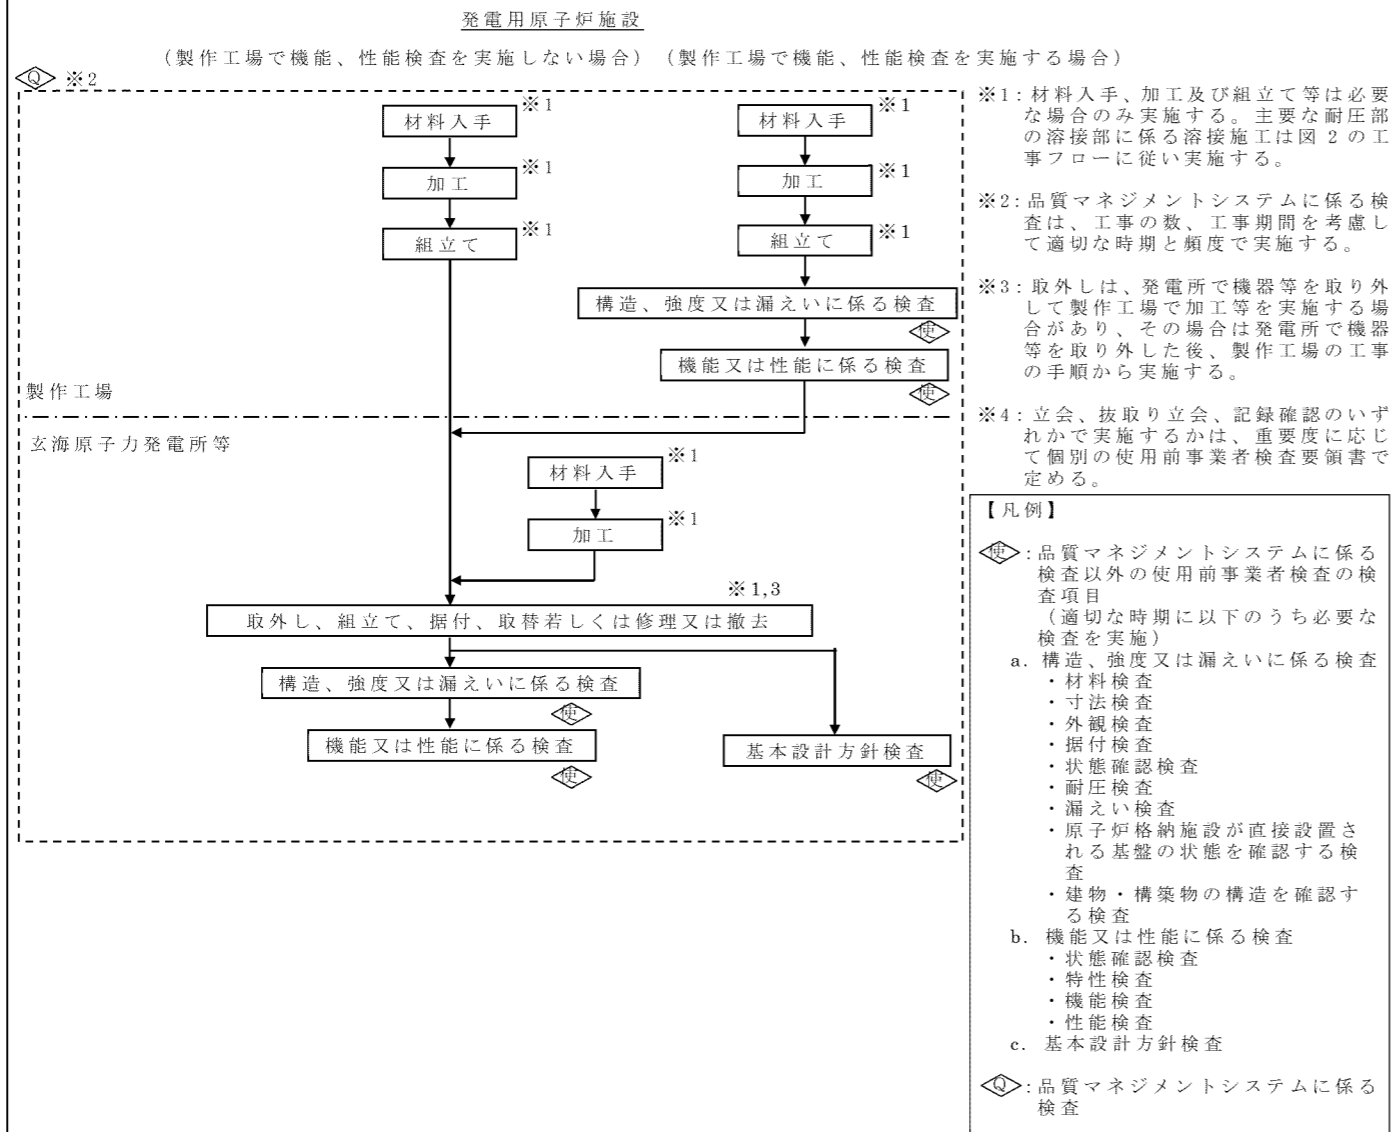 発電用原子炉施設
（製作工場で機能、性能検査を実施しない場合）（製作工場で機能、性能検査を実施する場合）
Q ※2
材料入手 ※1
加工 ※1
組立て ※1
材料入手 ※1
加工 ※1
組立て ※1
構造、強度又は漏えいに係る検査
使
機能又は性能に係る検査
使
製作工場
玄海原子力発電所等
材料入手 ※1
加工 ※1
※1,3
取外し、組立て、据付、取替若しくは修理又は撤去
構造、強度又は漏えいに係る検査
使
機能又は性能に係る検査
使
基本設計方針検査
使
※1：材料入手、加工及び組立て等は必要
な場合のみ実施する。主要な耐圧部
の溶接部に係る溶接施工は図2の工
事フローに従い実施する。
※2：品質マネジメントシステムに係る検
査は、工事の数、工事期間を考慮し
て適切な時期と頻度で実施する。
※3：取外しは、発電所で機器等を取り外
して製作工場で加工等を実施する場
合があり、その場合は発電所で機器
等を取り外した後、製作工場の工事
の手順から実施する。
※4：立会、抜取り立会、記録確認のいず
れかで実施するかは、重要度に応じ
て個別の使用前事業者検査要領書で
定める。
【凡例】
使：品質マネジメントシステムに係る
検査以外の使用前事業者検査の検
査項目
（適切な時期に以下のうち必要な
検査を実施）
a. 構造、強度又は漏えいに係る検査
・材料検査
・寸法検査
・外観検査
・据付検査
・状態確認検査
・耐圧検査
・漏えい検査
・原子炉格納施設が直接設置さ
れる基盤の状態を確認する検
査
・建物・構築物の構造を確認す
る検査
b. 機能又は性能に係る検査
・状態確認検査
・特性検査
・機能検査
・性能検査
c. 基本設計方針検査
Q：品質マネジメントシステムに係る
検査